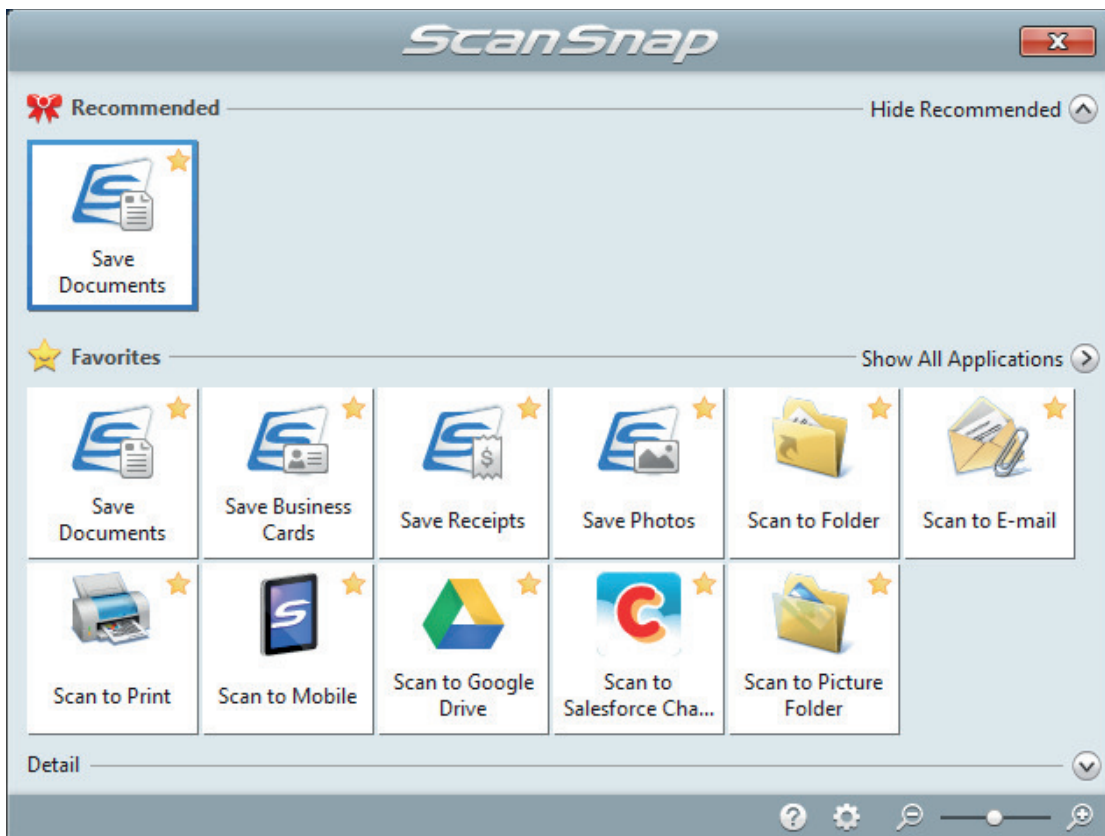 ScanSnap
Recommended
Hide Recommended
Save
Documents
Favorites
Show All Applications
Save
Documents
Save Business
Cards
Save Receipts
Save Photos
Scan to Folder
Scan to E-mail
Scan to Print
Scan to Mobile
Scan to Google
Drive
Scan to
Salesforce Cha...
Scan to Picture
Folder
Detail